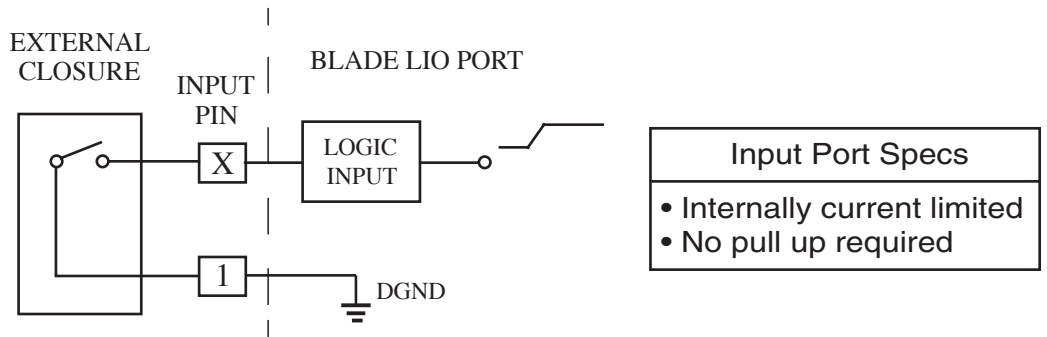 EXTERNAL
CLOSURE
INPUT
PIN
BLADE LIO PORT
X
LOGIC
INPUT
1
DGND
Input Port Specs
• Internally current limited
• No pull up required